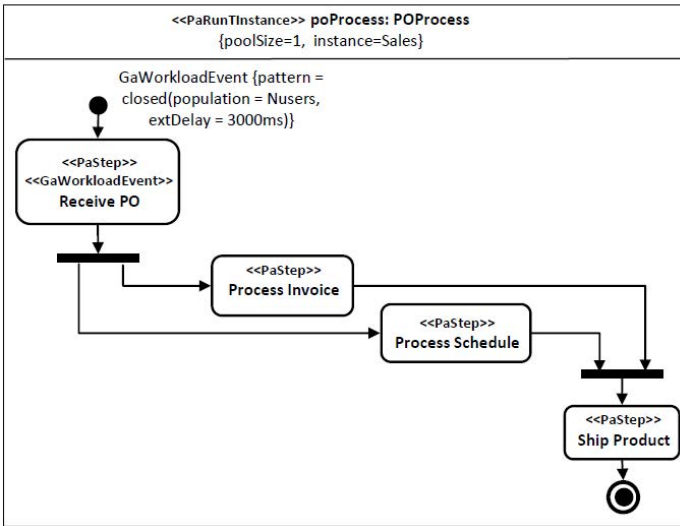 <<PaRunTInstance>> poProcess: POProcess
{poolSize=1, instance=Sales}
GaWorkloadEvent {pattern =
closed(population = Nusers,
extDelay = 3000ms)}
<<PaStep>>
<<GaWorkloadEvent>>
Receive PO
<<PaStep>>
Process Invoice
<<PaStep>>
Process Schedule
<<PaStep>>
Ship Product